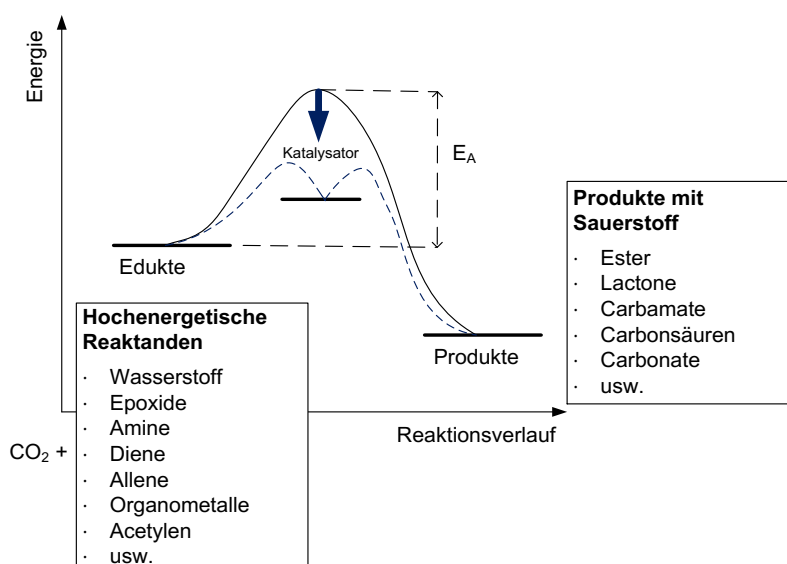 Energie
Katalysator
E_A
Edukte
Produkte
Reaktionsverlauf
CO₂ +
Hochenergetische
Reaktanden
· Wasserstoff
· Epoxide
· Amine
· Diene
· Allene
· Organometalle
· Acetylen
· usw.
Produkte mit
Sauerstoff
· Ester
· Lactone
· Carbamate
· Carbonsäuren
· Carbonate
· usw.